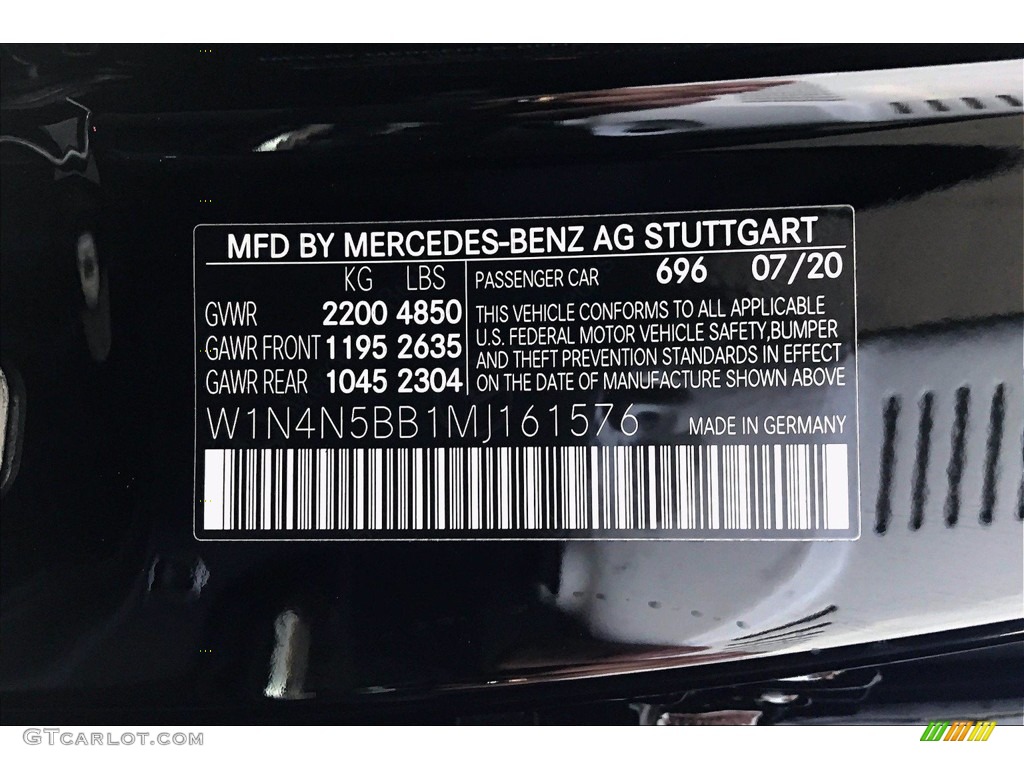 MFD BY MERCEDES-BENZ AG STUTTGART
KG LBS
PASSENGER CAR 696 07/20
GVWR 2200 4850
GAWR FRONT 1195 2635
GAWR REAR 1045 2304
THIS VEHICLE CONFORMS TO ALL APPLICABLE
U.S. FEDERAL MOTOR VEHICLE SAFETY,BUMPER
AND THEFT PREVENTION STANDARDS IN EFFECT
ON THE DATE OF MANUFACTURE SHOWN ABOVE
W1N4N5BB1MJ161576 MADE IN GERMANY
GTcarlot.com